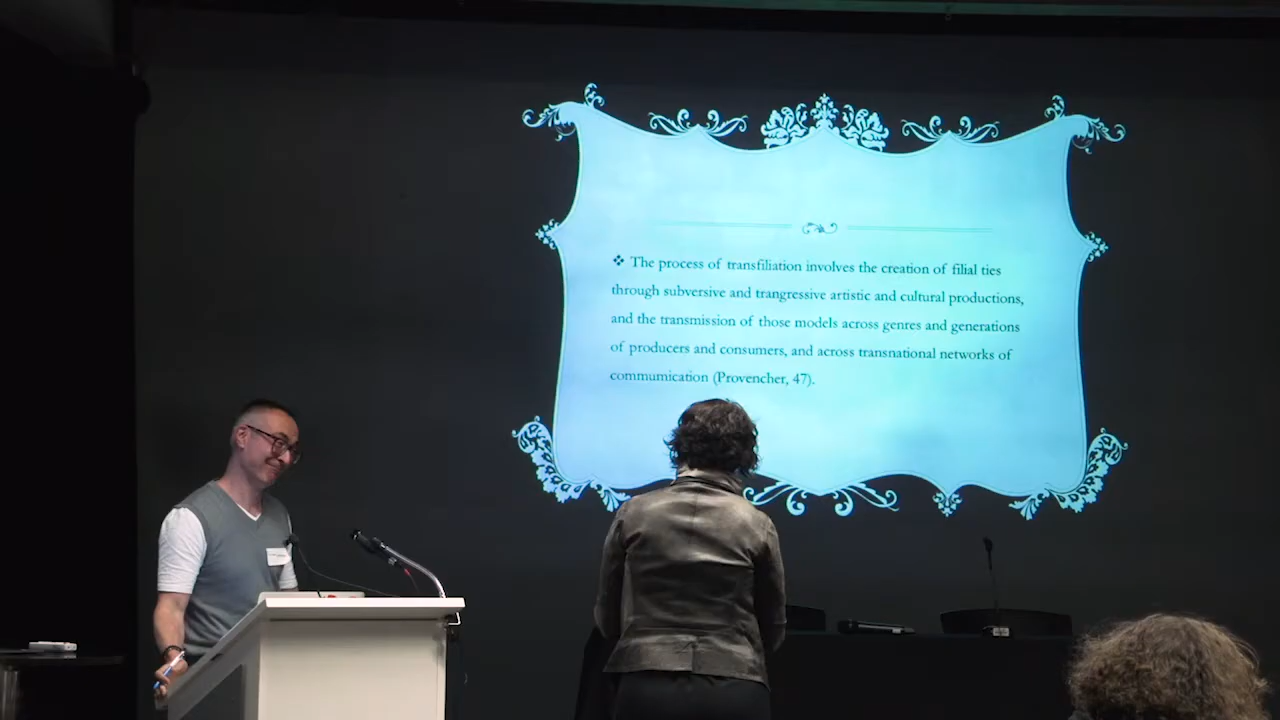 ❖ The process of transfiliation involves the creation of filial ties
through subversive and trangressive artistic and cultural productions,
and the transmission of those models across genres and generations
of producers and consumers, and across transnational networks of
commumication (Provencher, 47).